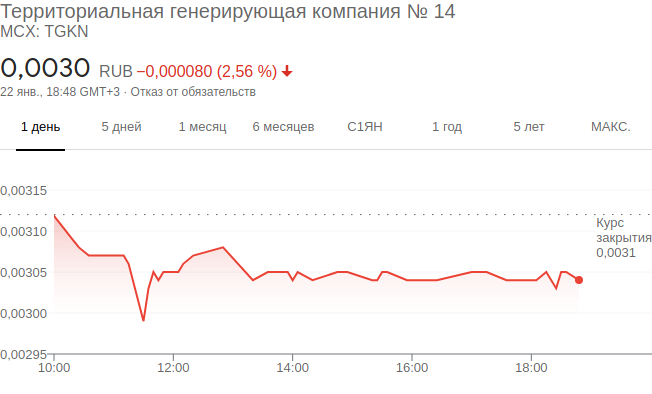 Территориальная генерирующая компания № 14
MCX: TGKN
0,0030 RUB −0,000080 (2,56 %)
22 янв., 18:48 GMT+3 · Отказ от обязательств
1 день 5 дней 1 месяц 6 месяцев С1ЯН 1 год 5 лет МАКС.
0,00315
0,00310
Курс
закрытия
0,0031
0,00305
0,00300
0,00295
10:00 12:00 14:00 16:00 18:00